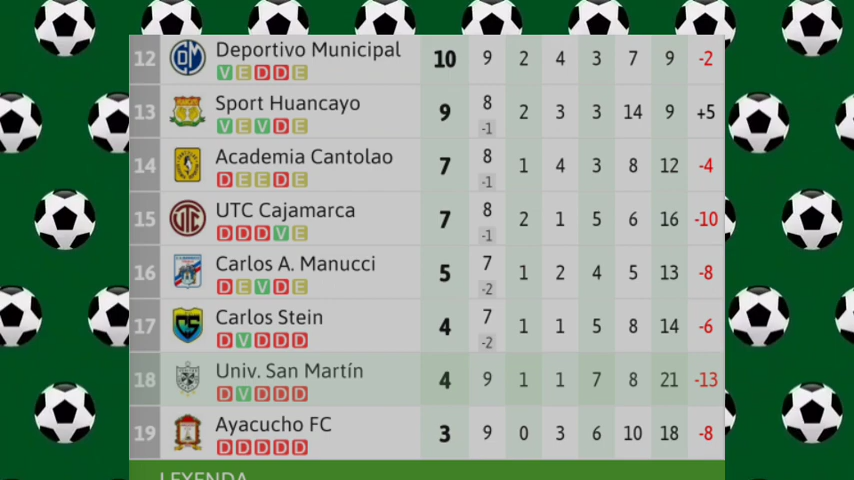 12 Deportivo Municipal 10 9 2 4 3 7 9 -2
V E D D E
13 Sport Huancayo 9 8 2 3 3 14 9 +5
V E V D E -1
14 Academia Cantolao 7 8 1 4 3 8 12 -4
D E E D E -1
15 UTC Cajamarca 7 8 2 1 5 6 16 -10
D D D V E -1
16 Carlos A. Manucci 5 7 1 2 4 5 13 -8
D E V D E -2
17 Carlos Stein 4 7 1 1 5 8 14 -6
D V D D D -2
18 Univ. San Martín 4 9 1 1 7 8 21 -13
D V D D D
19 Ayacucho FC 3 9 0 3 6 10 18 -8
D D D D D
LEYENDA